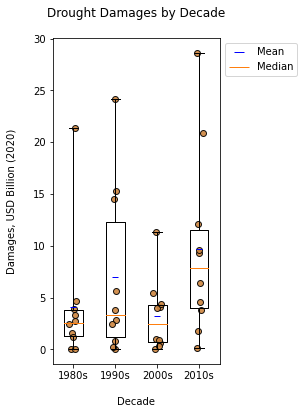 Drought Damages by Decade
Mean
Median
Damages, USD Billion (2020)
30
25
20
15
10
5
0
1980s 1990s 2000s 2010s
Decade